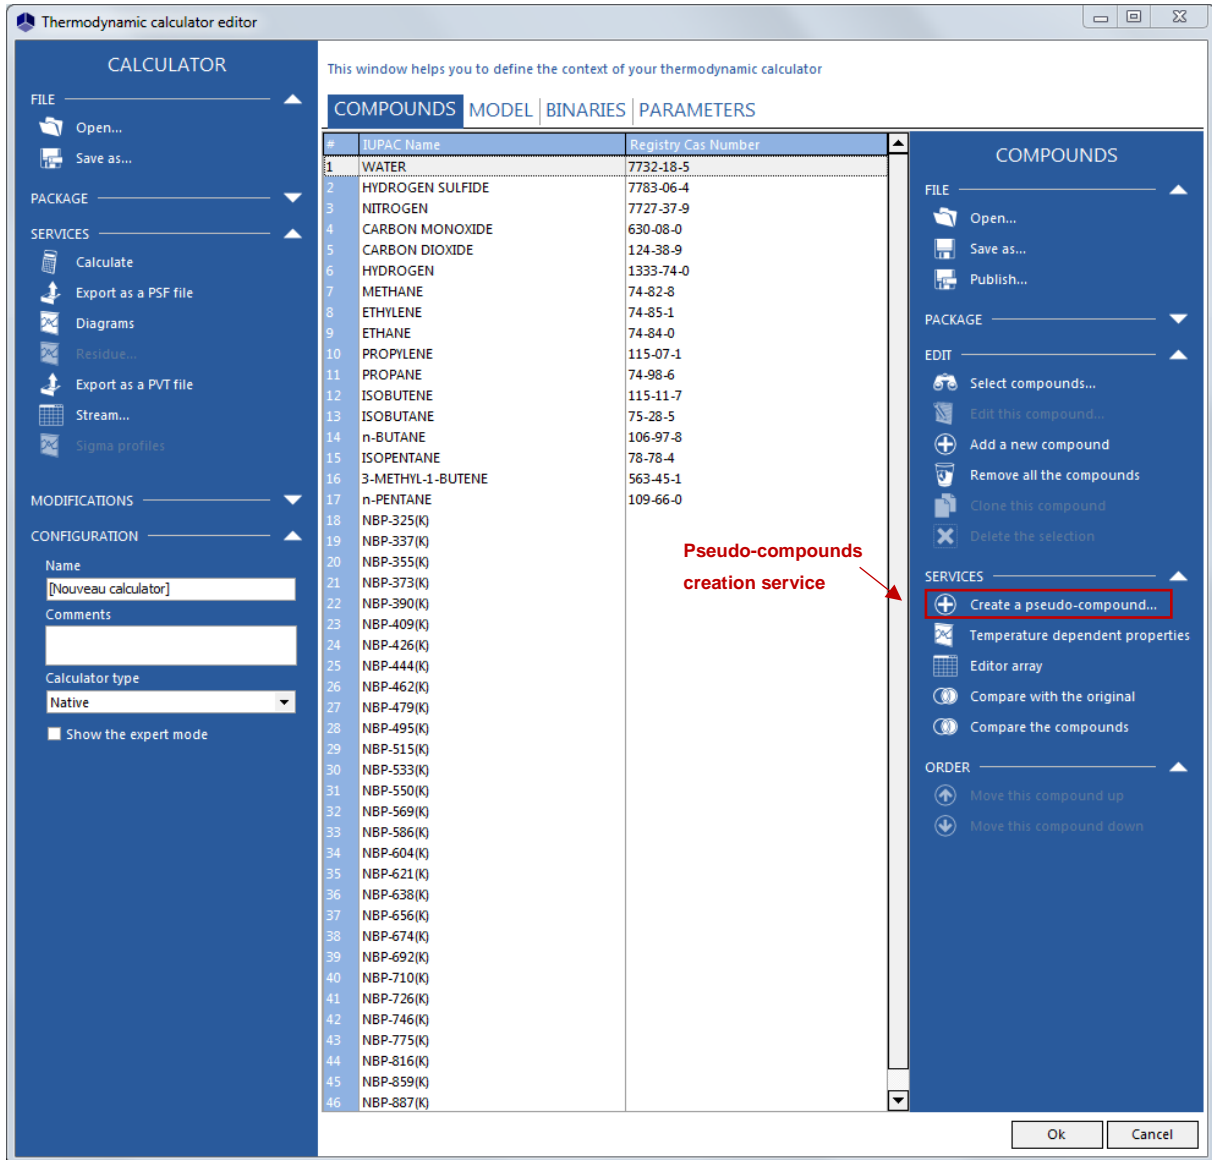 Thermodynamic calculator editor
CALCULATOR
FILE
Open...
Save as...
PACKAGE
SERVICES
Calculate
Export as a PSF file
Diagrams
Residue...
Export as a PVT file
Stream...
Sigma profiles
MODIFICATIONS
CONFIGURATION
Name
[Nouveau calculator]
Comments
Calculator type
Native
Show the expert mode
This window helps you to define the context of your thermodynamic calculator
COMPOUNDS MODEL BINARIES PARAMETERS
# IUPAC Name Registry Cas Number
1 WATER 7732-18-5
2 HYDROGEN SULFIDE 7783-06-4
3 NITROGEN 7727-37-9
4 CARBON MONOXIDE 630-08-0
5 CARBON DIOXIDE 124-38-9
6 HYDROGEN 1333-74-0
7 METHANE 74-82-8
8 ETHYLENE 74-85-1
9 ETHANE 74-84-0
10 PROPYLENE 115-07-1
11 PROPANE 74-98-6
12 ISOBUTENE 115-11-7
13 ISOBUTANE 75-28-5
14 n-BUTANE 106-97-8
15 ISOPENTANE 78-78-4
16 3-METHYL-1-BUTENE 563-45-1
17 n-PENTANE 109-66-0
18 NBP-325(K)
19 NBP-337(K)
20 NBP-355(K)
21 NBP-373(K)
22 NBP-390(K)
23 NBP-409(K)
24 NBP-426(K)
25 NBP-444(K)
26 NBP-462(K)
27 NBP-479(K)
28 NBP-495(K)
29 NBP-515(K)
30 NBP-533(K)
31 NBP-550(K)
32 NBP-569(K)
33 NBP-586(K)
34 NBP-604(K)
35 NBP-621(K)
36 NBP-638(K)
37 NBP-656(K)
38 NBP-674(K)
39 NBP-692(K)
40 NBP-710(K)
41 NBP-726(K)
42 NBP-746(K)
43 NBP-775(K)
44 NBP-816(K)
45 NBP-859(K)
46 NBP-887(K)
Pseudo-compounds
creation service
COMPOUNDS
FILE
Open...
Save as...
Publish...
PACKAGE
EDIT
Select compounds...
Edit this compound...
Add a new compound
Remove all the compounds
Clone this compound
Delete the selection
SERVICES
Create a pseudo-compound...
Temperature dependent properties
Editor array
Compare with the original
Compare the compounds
ORDER
Move this compound up
Move this compound down
Ok Cancel